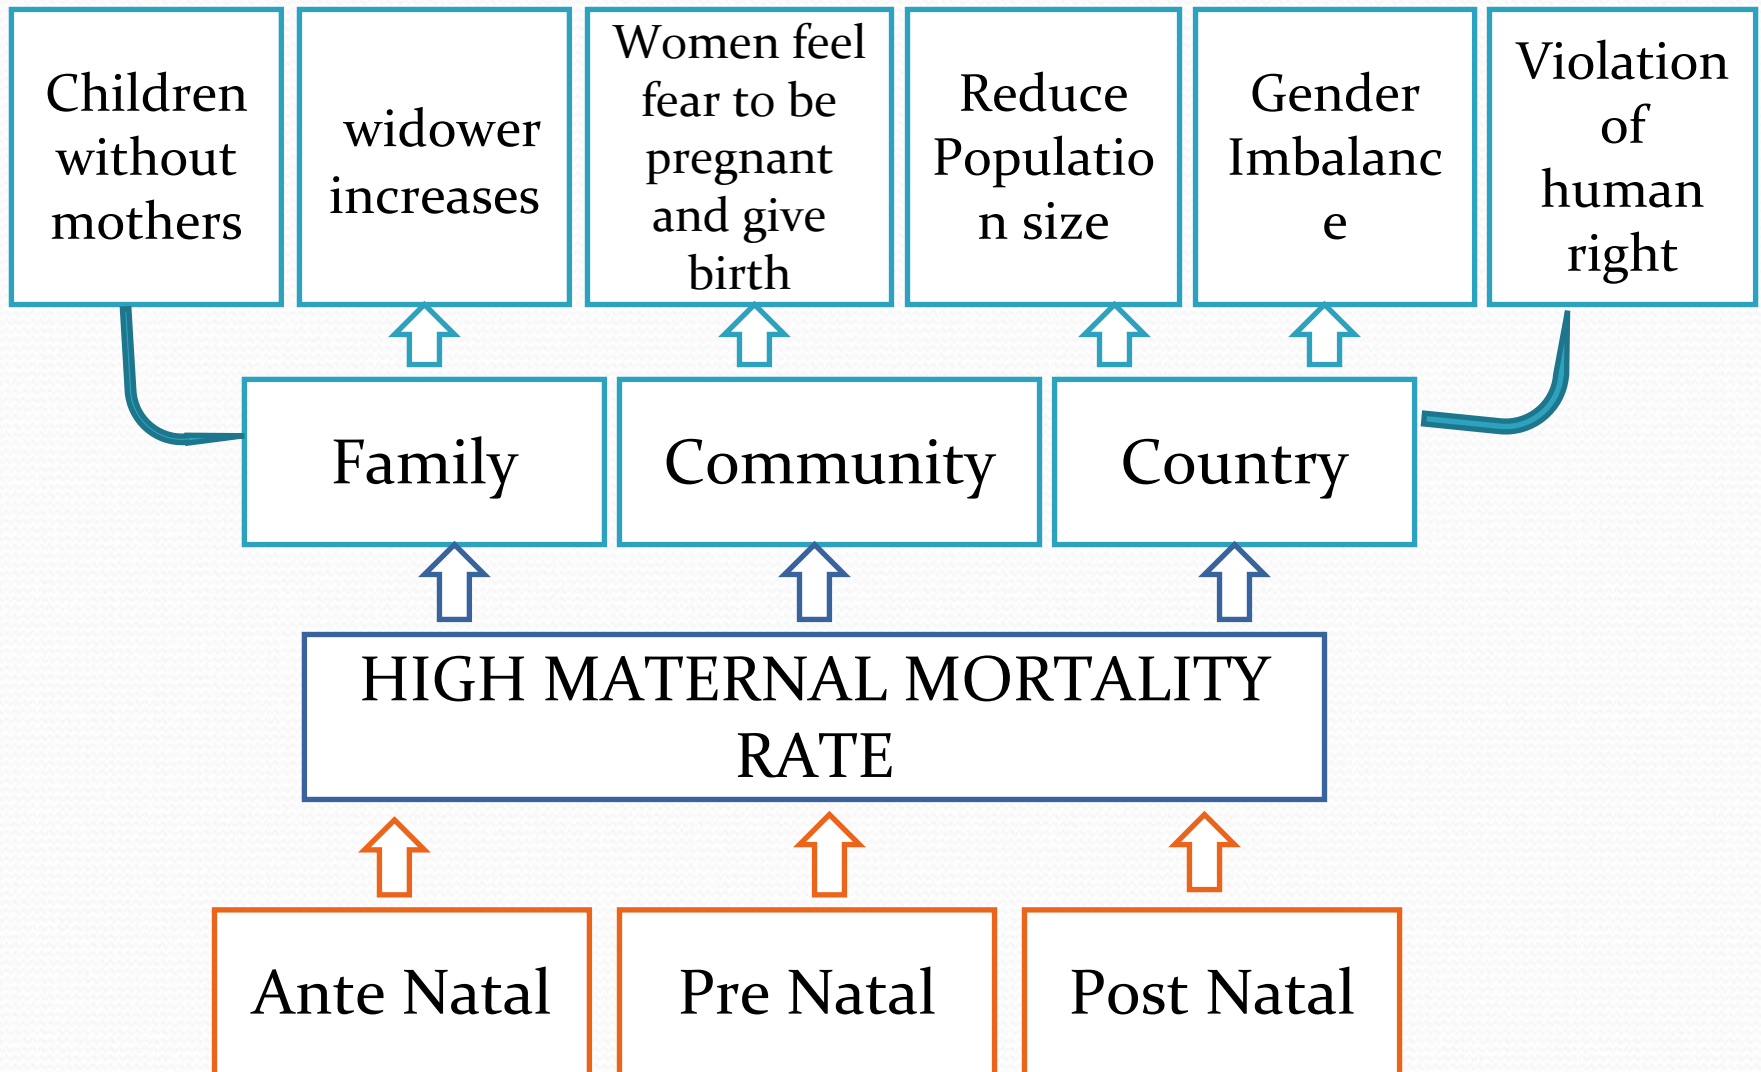 Children
without
mothers
widower
increases
Women feel
fear to be
pregnant
and give
birth
Reduce
Populatio
n size
Gender
Imbalanc
e
Violation
of
human
right
Family
Community
Country
HIGH MATERNAL MORTALITY
RATE
Ante Natal
Pre Natal
Post Natal